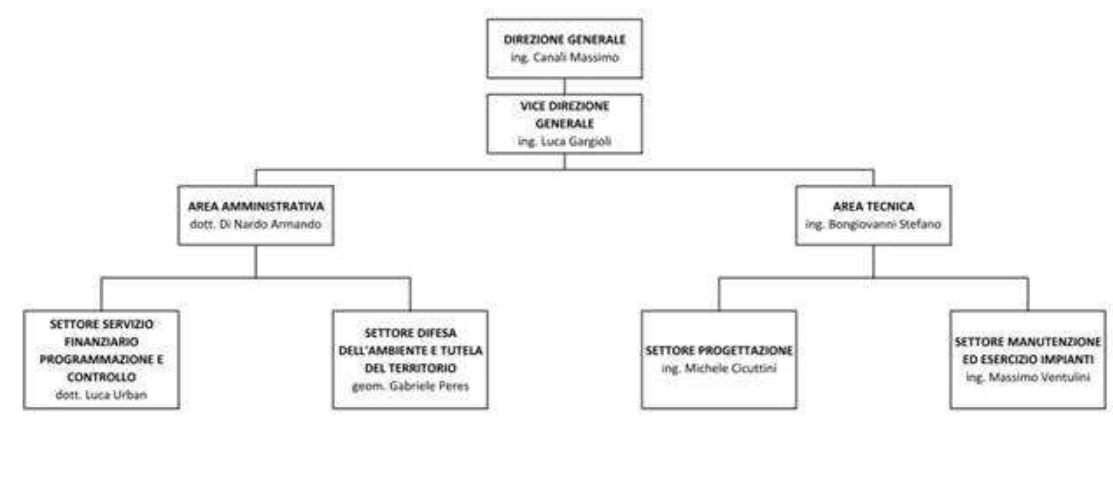 DIREZIONE GENERALE
ing. Canali Massimo
VICE DIREZIONE
GENERALE
ing. Luca Gargioli
AREA AMMINISTRATIVA
dott. Di Nardo Armando
AREA TECNICA
ing. Bongiovanni Stefano
SETTORE SERVIZIO
FINANZIARIO
PROGRAMMAZIONE E
CONTROLLO
dott. Luca Urban
SETTORE DIFESA
DELL'AMBIENTE E TUTELA
DEL TERRITORIO
geom. Gabriele Peres
SETTORE PROGETTAZIONE
ing. Michele Cicuttini
SETTORE MANUTENZIONE
ED ESERCIZIO IMPIANTI
ing. Massimo Ventulini